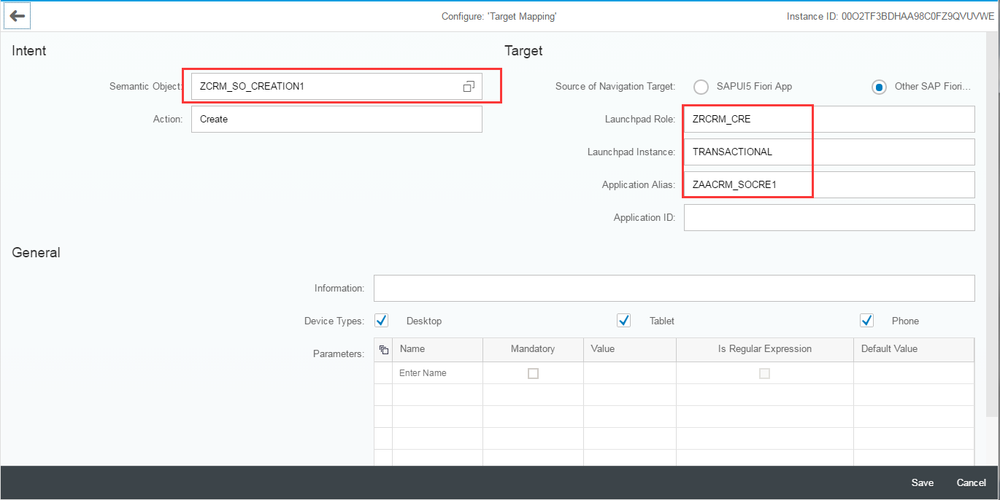 Configure: 'Target Mapping'
Instance ID: 00O2TF3BDHAA98C0FZ9QVUVWE
Intent
Semantic Object:
ZCRM_SO_CREATION1
Action:
Create
Target
Source of Navigation Target:
SAPUI5 Fiori App
Other SAP Fiori...
Launchpad Role:
ZRCRM_CRE
Launchpad Instance:
TRANSACTIONAL
Application Alias:
ZAACRM_SOCRE1
Application ID:
General
Information:
Device Types:
Desktop
Tablet
Phone
Parameters:
Name
Mandatory
Value
Is Regular Expression
Default Value
Enter Name
Save
Cancel